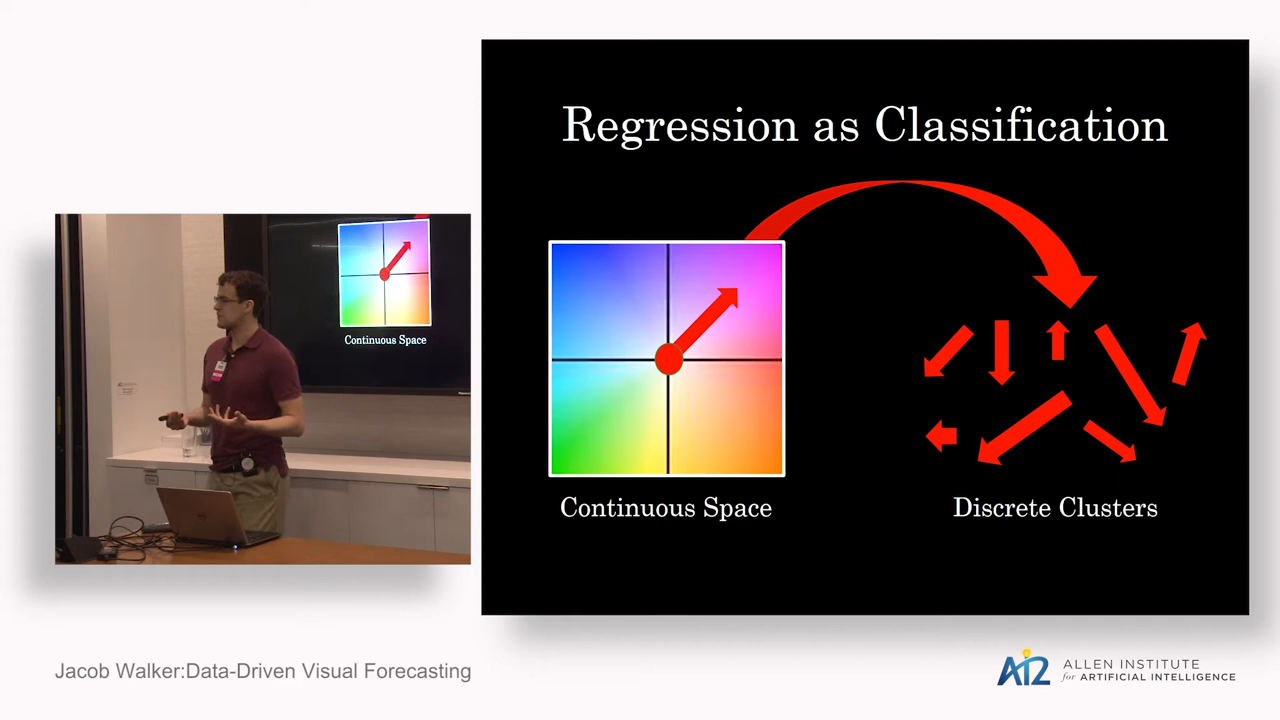 Regression as Classification
Continuous Space
Continuous Space
Discrete Clusters
Jacob Walker:Data-Driven Visual Forecasting
AI2 ALLEN INSTITUTE
for ARTIFICIAL INTELLIGENCE